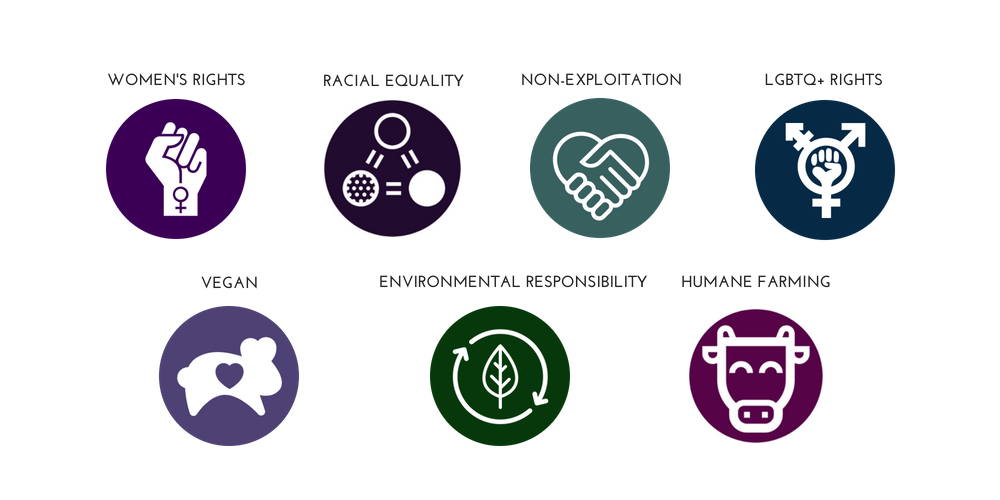 WOMEN'S RIGHTS
RACIAL EQUALITY
NON-EXPLOITATION
LGBTQ+ RIGHTS
VEGAN
ENVIRONMENTAL RESPONSIBILITY
HUMANE FARMING